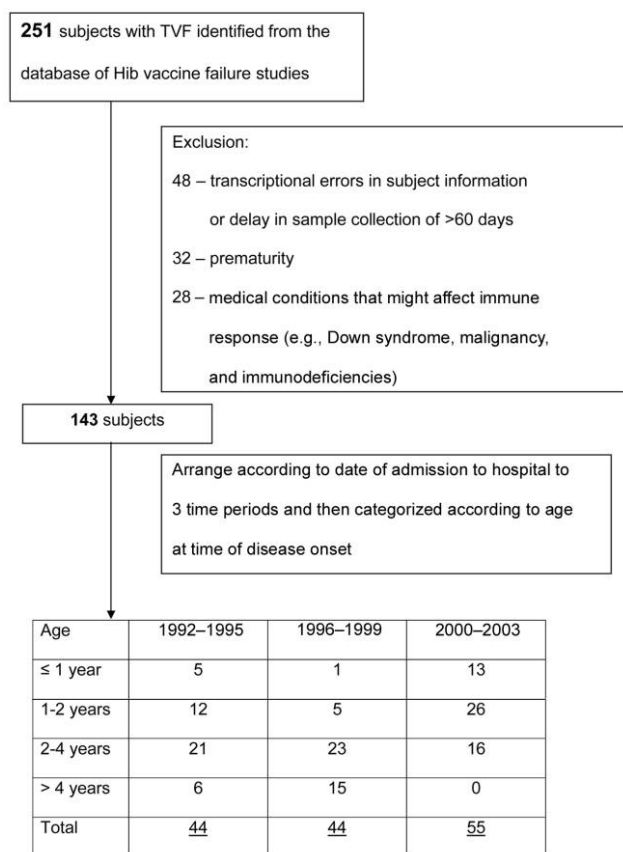 251 subjects with TVF identified from the
database of Hib vaccine failure studies
Exclusion:
48 – transcriptional errors in subject information
or delay in sample collection of >60 days
32 – prematurity
28 – medical conditions that might affect immune
response (e.g., Down syndrome, malignancy,
and immunodeficiencies)
143 subjects
Arrange according to date of admission to hospital to
3 time periods and then categorized according to age
at time of disease onset
Age 1992–1995 1996–1999 2000–2003
≤ 1 year 5 1 13
1-2 years 12 5 26
2-4 years 21 23 16
> 4 years 6 15 0
Total 44 44 55